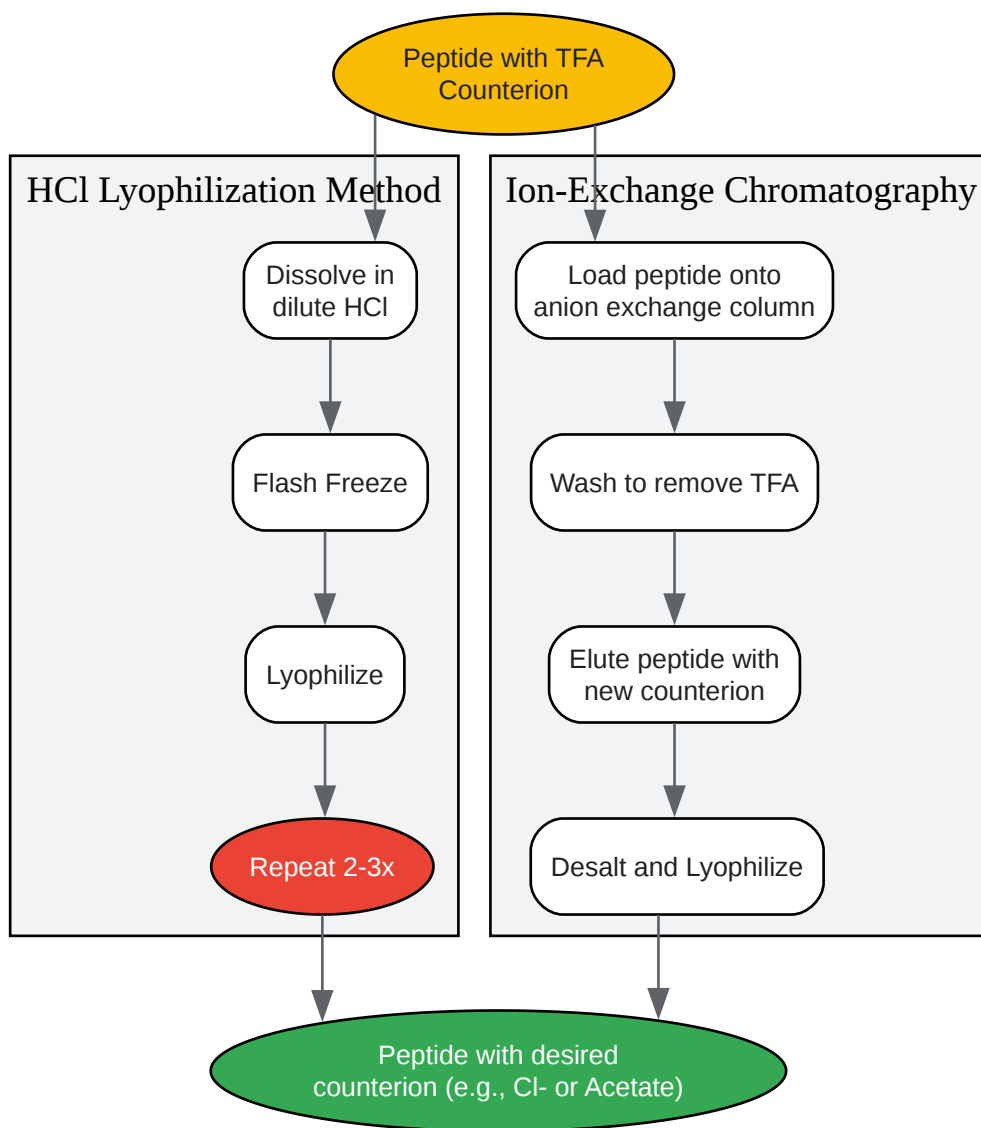 Peptide with TFA
Counterion
HCl Lyophilization Method
Dissolve in
dilute HCl
Flash Freeze
Lyophilize
Repeat 2-3x
Ion-Exchange Chromatography
Load peptide onto
anion exchange column
Wash to remove TFA
Elute peptide with
new counterion
Desalt and Lyophilize
Peptide with desired
counterion (e.g., Cl- or Acetate)